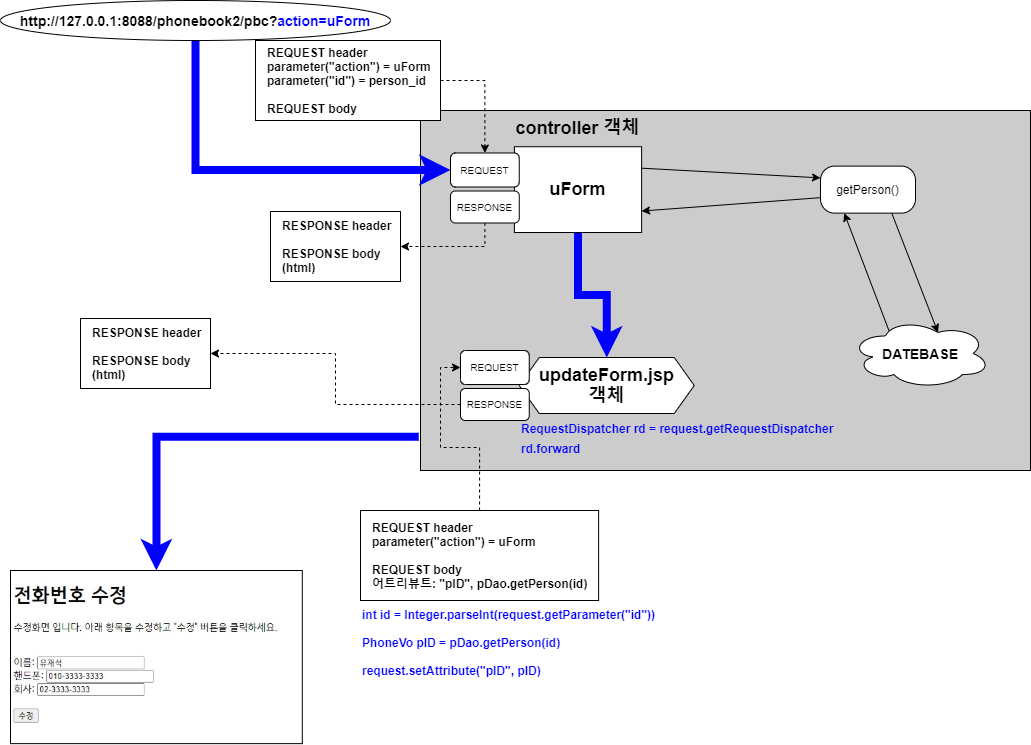 http://127.0.0.1:8088/phonebook2/pbc?action=uForm
REQUEST header
parameter("action") = uForm
parameter("id") = person_id
REQUEST body
controller 객체
REQUEST
uForm
getPerson()
RESPONSE
RESPONSE header
RESPONSE body
(html)
RESPONSE header
RESPONSE body
(html)
REQUEST
updateForm.jsp
객체
DATEBASE
RESPONSE
RequestDispatcher rd = request.getRequestDispatcher
rd.forward
REQUEST header
parameter("action") = uForm
REQUEST body
어트리뷰트: "pID", pDao.getPerson(id)
int id = Integer.parseInt(request.getParameter("id"))
PhoneVo pID = pDao.getPerson(id)
request.setAttribute("pID", pID)
전화번호 수정
수정화면 입니다. 아래 항목을 수정하고 "수정" 버튼을 클릭하세요.
이름: 유재석
핸드폰: 010-3333-3333
회사: 02-3333-3333
수정